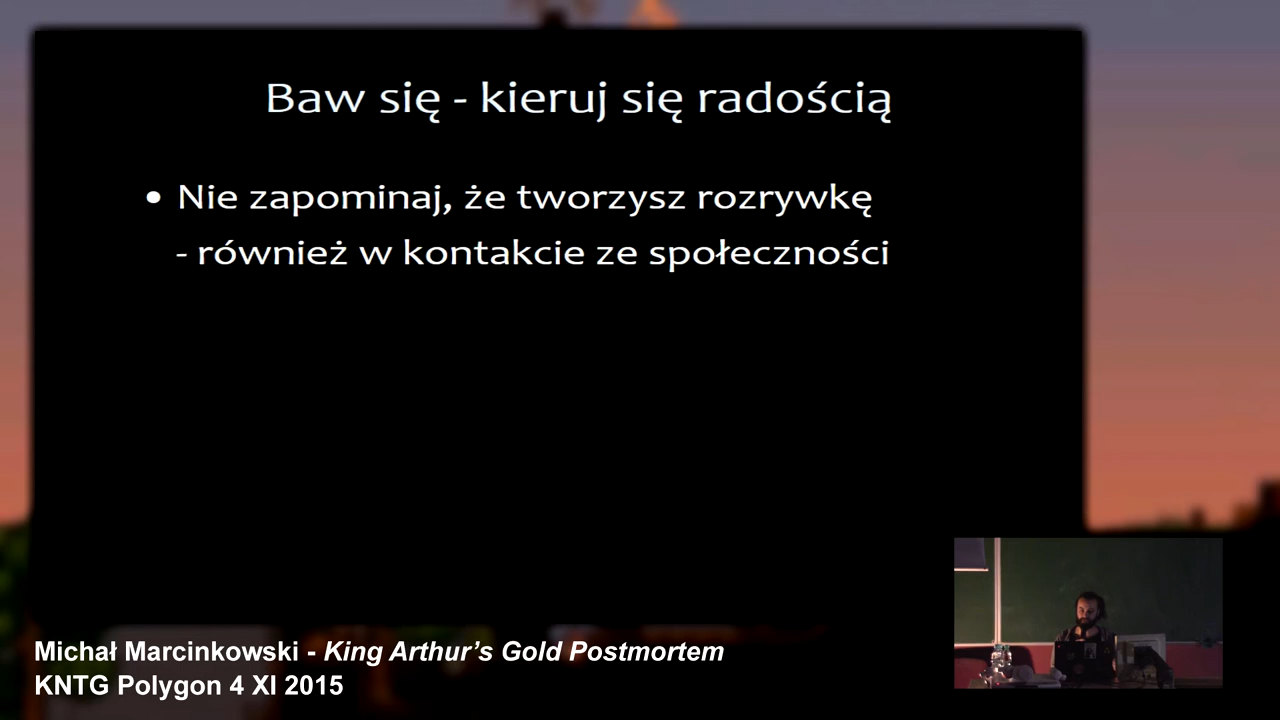 Baw się - kieruj się radością
• Nie zapominaj, że tworzysz rozrywkę
- również w kontakcie ze społeczności
Michał Marcinkowski - King Arthur's Gold Postmortem
KNTG Polygon 4 XI 2015